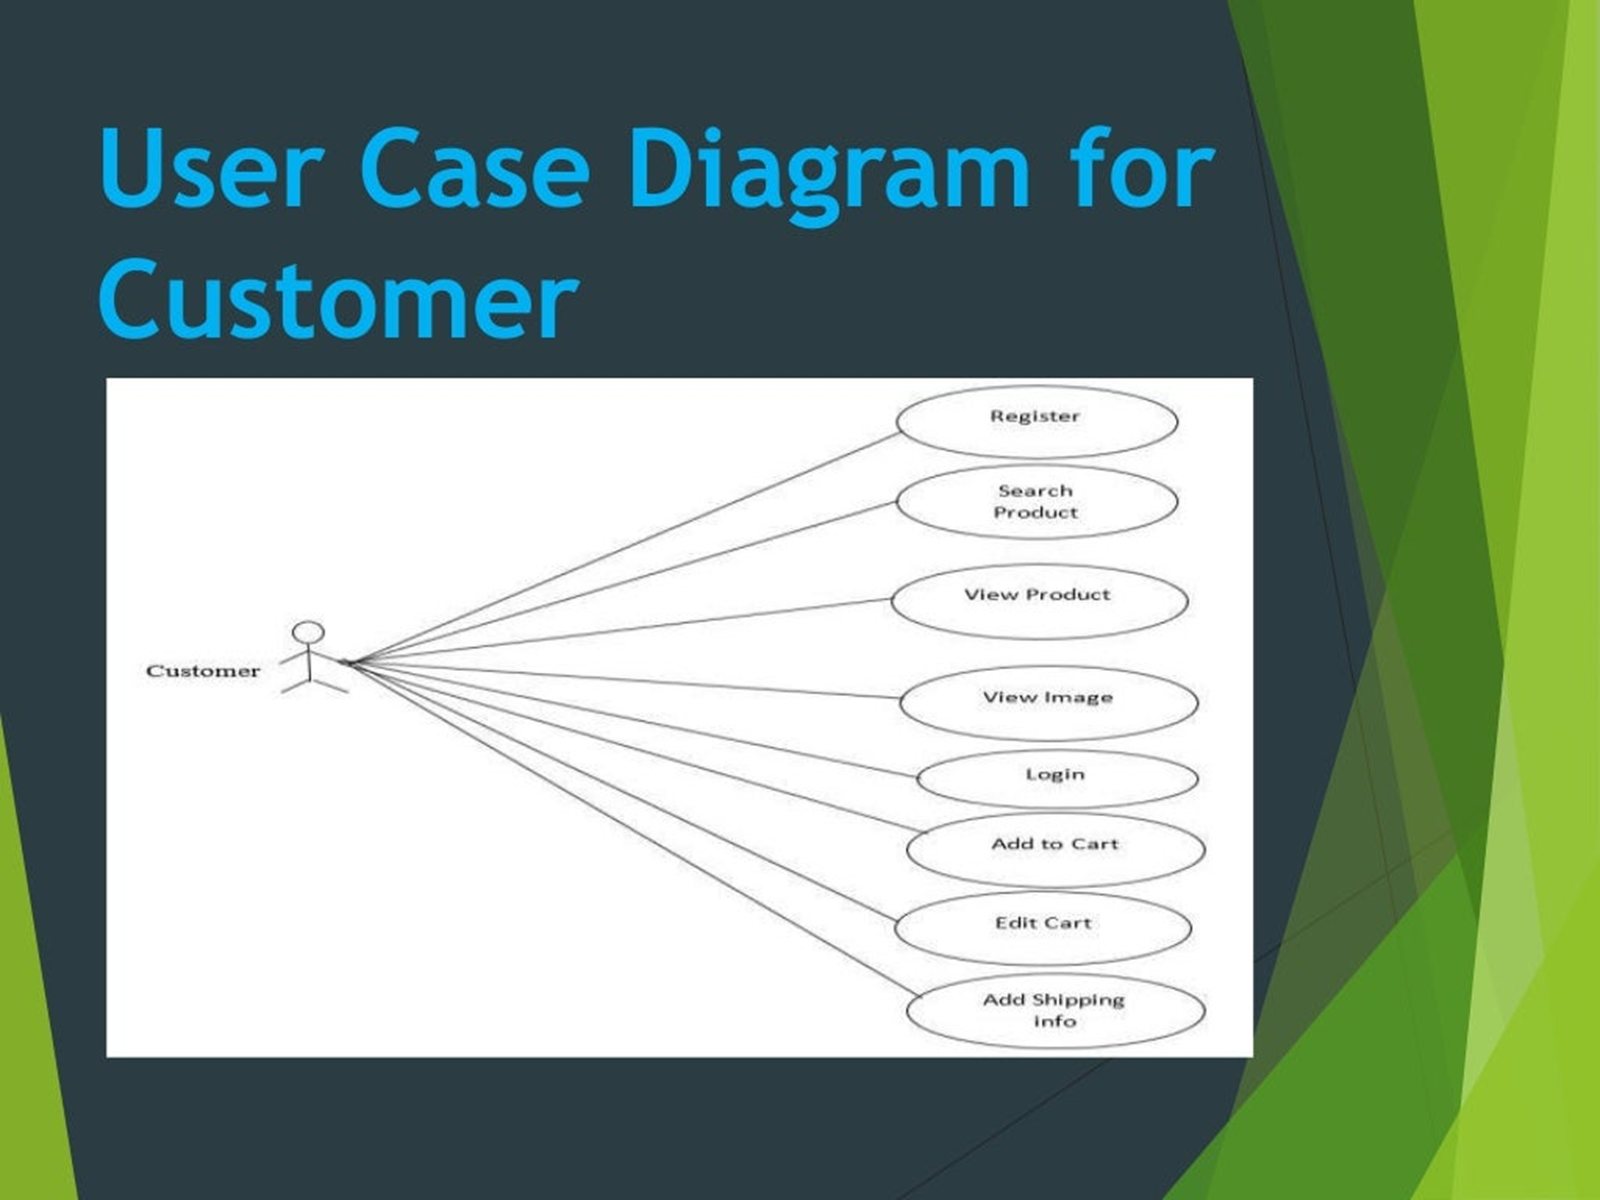 User Case Diagram for
Customer
Register
Search
Product
View Product
Customer
View Image
Login
Add to Cart
Edit Cart
Add Shipping
info